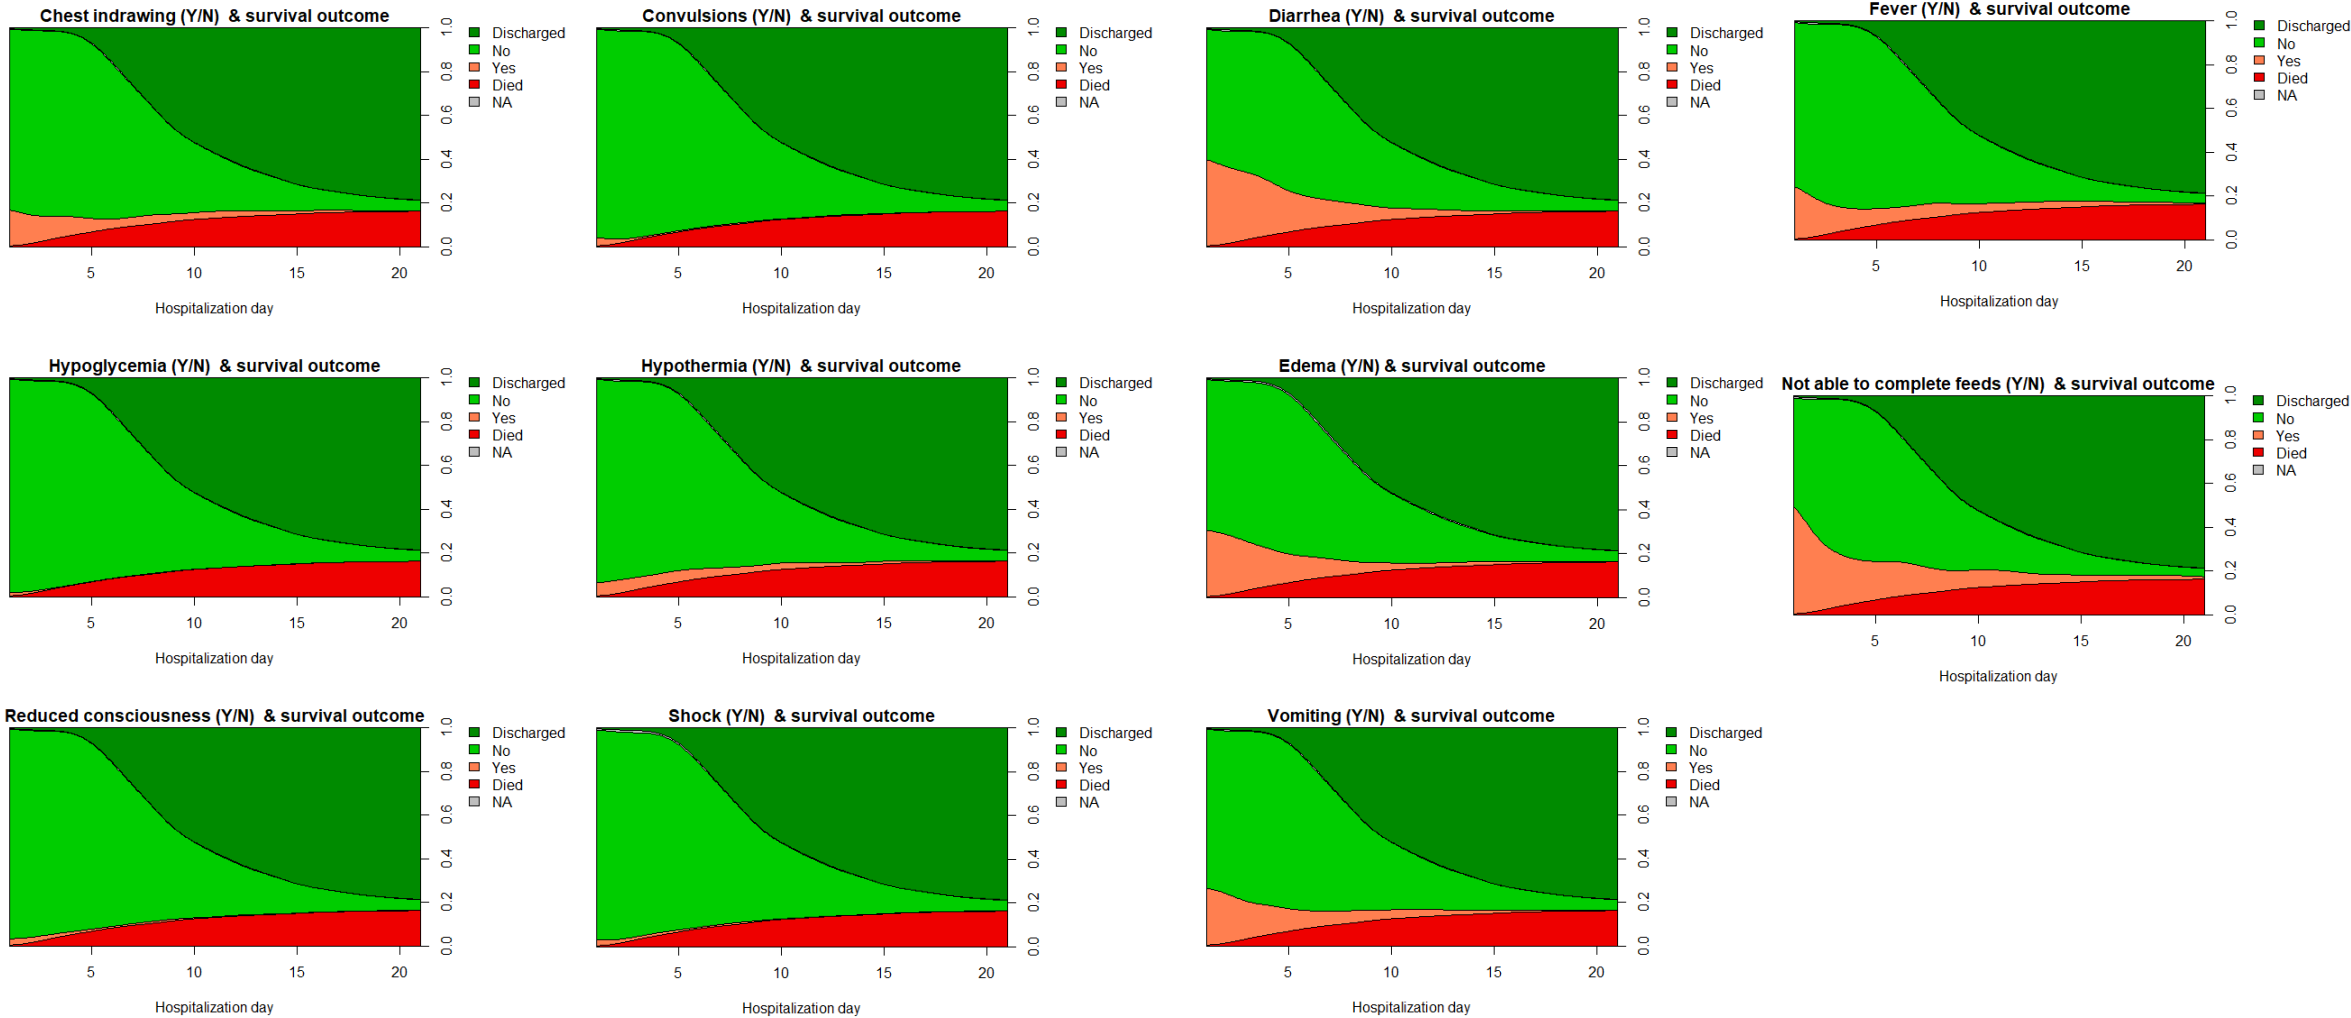 Chest indrawing (Y/N) & survival outcome
Discharged
No
Yes
Died
NA
0.0 0.2 0.4 0.6 0.8 1.0
5 10 15 20
Hospitalization day
Convulsions (Y/N) & survival outcome
Discharged
No
Yes
Died
NA
0.0 0.2 0.4 0.6 0.8 1.0
5 10 15 20
Hospitalization day
Diarrhea (Y/N) & survival outcome
Discharged
No
Yes
Died
NA
0.0 0.2 0.4 0.6 0.8 1.0
5 10 15 20
Hospitalization day
Fever (Y/N) & survival outcome
Discharged
No
Yes
Died
NA
0.0 0.2 0.4 0.6 0.8 1.0
5 10 15 20
Hospitalization day
Hypoglycemia (Y/N) & survival outcome
Discharged
No
Yes
Died
NA
0.0 0.2 0.4 0.6 0.8 1.0
5 10 15 20
Hospitalization day
Hypothermia (Y/N) & survival outcome
Discharged
No
Yes
Died
NA
0.0 0.2 0.4 0.6 0.8 1.0
5 10 15 20
Hospitalization day
Edema (Y/N) & survival outcome
Discharged
No
Yes
Died
NA
0.0 0.2 0.4 0.6 0.8 1.0
5 10 15 20
Hospitalization day
Not able to complete feeds (Y/N) & survival outcome
Discharged
No
Yes
Died
NA
0.0 0.2 0.4 0.6 0.8 1.0
5 10 15 20
Hospitalization day
Reduced consciousness (Y/N) & survival outcome
Discharged
No
Yes
Died
NA
0.0 0.2 0.4 0.6 0.8 1.0
5 10 15 20
Hospitalization day
Shock (Y/N) & survival outcome
Discharged
No
Yes
Died
NA
0.0 0.2 0.4 0.6 0.8 1.0
5 10 15 20
Hospitalization day
Vomiting (Y/N) & survival outcome
Discharged
No
Yes
Died
NA
0.0 0.2 0.4 0.6 0.8 1.0
5 10 15 20
Hospitalization day